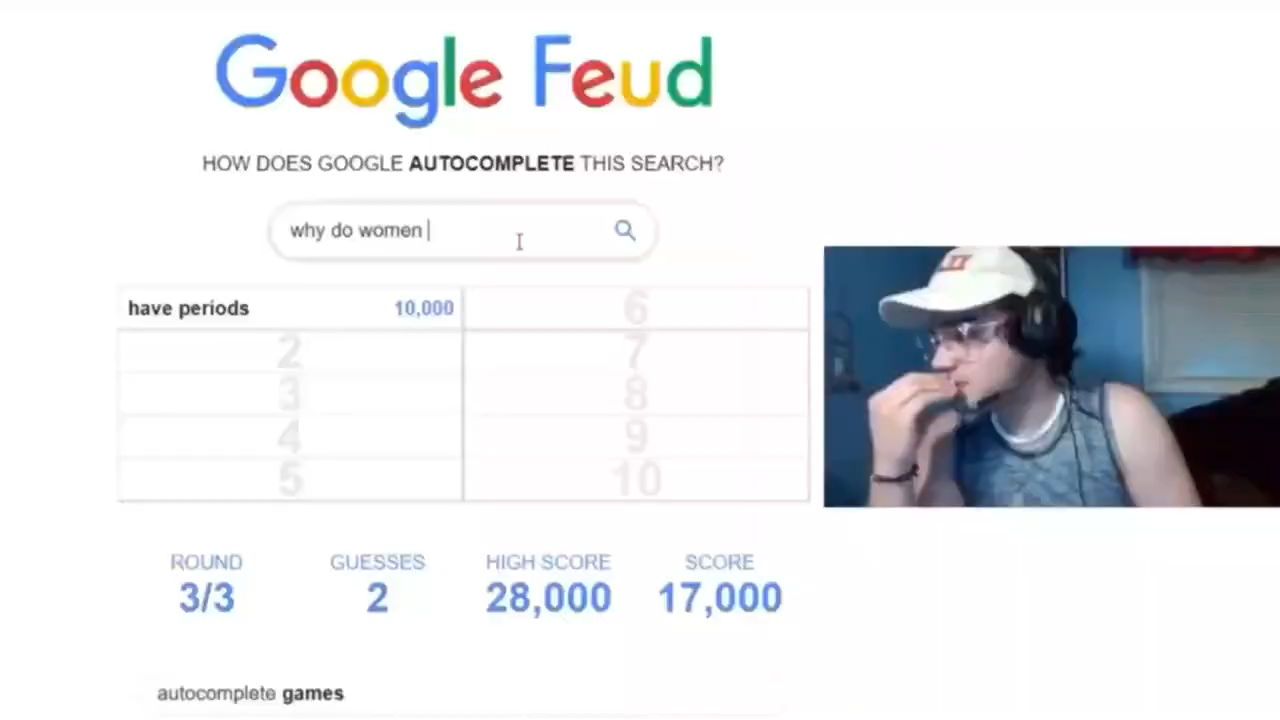 Google Feud
HOW DOES GOOGLE AUTOCOMPLETE THIS SEARCH?
why do women
have periods 10,000
6
2
7
3
8
4
9
5
10
ROUND GUESSES HIGH SCORE SCORE
3/3 2 28,000 17,000
autocomplete games